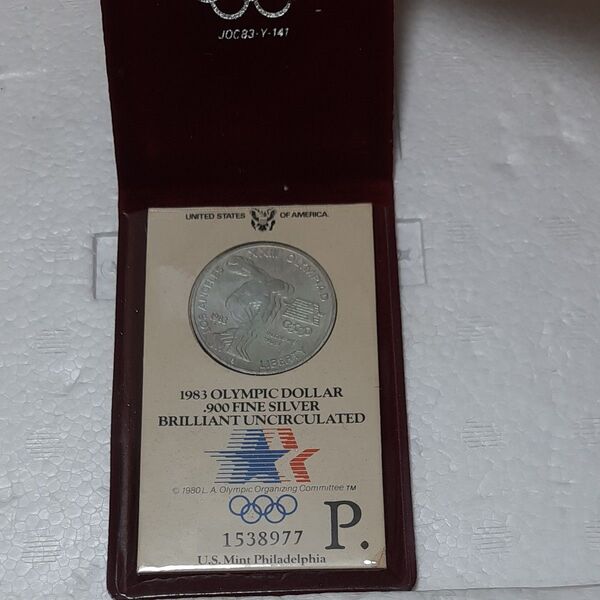 JOC83-Y-141
UNITED STATES OF AMERICA
LOS ANGELES XXIII OLYMPIAD
1983
LIBERTY
1983 OLYMPIC DOLLAR
.900 FINE SILVER
BRILLIANT UNCIRCULATED
© 1980 L.A. Olympic Organizing Committee ™
1538977 P.
U.S. Mint Philadelphia